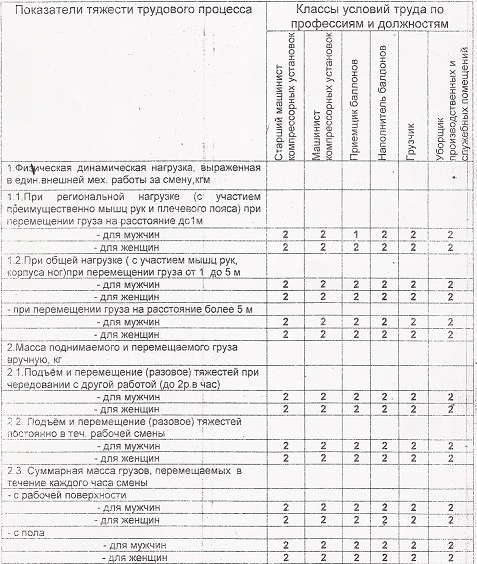 Показатели тяжести трудового процесса
Классы условий труда по
профессиям и должностям
Старший машинист
компрессорных установок
Машинист
компрессорных установок
Приемщик баллонов
Наполнитель баллонов
Грузчик
Уборщик
производственных и
служебных помещений
1.Физическая динамическая нагрузка, выраженная
в един.внешней мех. работы за смену,кгм
1.1.При региональной нагрузке (с участием
преимущественно мышц рук и плечевого пояса) при
перемещении груза на расстояние до1м
- для мужчин 2 2 1 2 2 2
- для женщин 2 2 2 2 2 2
1.2.При общей нагрузке ( с участием мышц рук,
корпуса ног)при перемещении груза от 1 до 5 м
- для мужчин 2 2 2 2 2 2
- для женщин 2 2 2 2 2 2
- при перемещении груза на расстояние более 5 м
- для мужчин 2 2 2 2 2 2
- для женщин 2 2 2 2 2 2
2.Масса поднимаемого и перемещаемого груза
вручную, кг
2.1.Подъём и перемещение (разовое) тяжестей при
чередовании с другой работой (до 2р.в час)
- для мужчин 2 2 2 2 2 2
- для женщин 2 2 2 2 2 2
2.2. Подъём и перемещение (разовое) тяжестей
постоянно в теч. рабочей смены
- для мужчин 2 2 2 2 2 2
- для женщин 2 2 2 2 2 2
2.3. Суммарная масса грузов, перемещаемых в
течение каждого часа смены
- с рабочей поверхности
- для мужчин 2 2 2 2 2 2
- для женщин 2 2 2 2 2 2
- с пола
- для мужчин 2 2 2 2 2 2
- для женщин 2 2 2 2 2 2